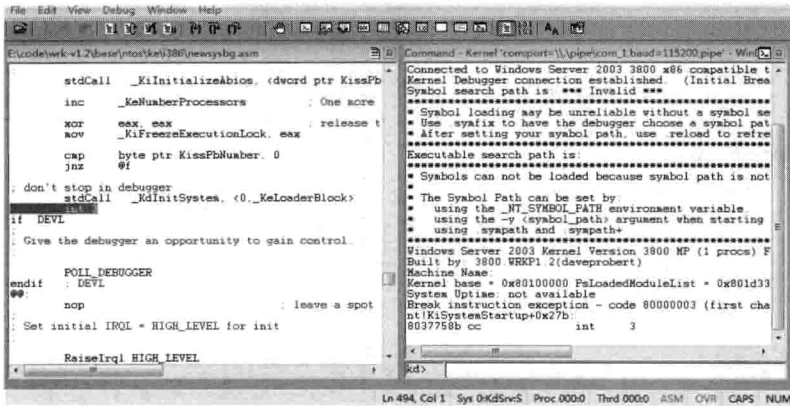 File Edit View Debug Window Help
E:\code\wrk-v1.2\base\ntos\ke\i386\newsysbg.asm
stdCall _KiInitializeAbios, <dword ptr KissPb
inc _KeNumberProcessors ; One more
xor eax, eax ; release t
mov _KiFreezeExecutionLock, eax
cmp byte ptr KissPbNumber, 0
jnz @f
; don't stop in debugger
stdCall _KdInitSystem, <0,_KeLoaderBlock>
if DEVL
; Give the debugger an opportunity to gain control.
POLL_DEBUGGER
endif ; DEVL
@@:
nop ; leave a spot
; Set initial IRQL = HIGH_LEVEL for init
RaiseIrql HIGH_LEVEL
Command - Kernel 'com:port=\\.\pipe\com_1,baud=115200,pipe' - Win
Connected to Windows Server 2003 3800 x86 compatible t
Kernel Debugger connection established. (Initial Brea
Symbol search path is: *** Invalid ***
****************************************************
* Symbol loading may be unreliable without a symbol se
* Use .symfix to have the debugger choose a symbol pat
* After setting your symbol path, use .reload to refre
****************************************************
Executable search path is:
****************************************************
* Symbols can not be loaded because symbol path is not
*
* The Symbol Path can be set by:
* using the _NT_SYMBOL_PATH environment variable.
* using the -y <symbol_path> argument when starting
* using .sympath and .sympath+
****************************************************
Windows Server 2003 Kernel Version 3800 MP (1 procs) F
Built by: 3800.WRKP1.2(daveprobert)
Machine Name:
Kernel base = 0x80100000 PsLoadedModuleList = 0x801d33
System Uptime: not available
Break instruction exception - code 80000003 (first cha
nt!KiSystemStartup+0x27b:
8037758b cc int 3
kd>
Ln 494, Col 1 Sys 0:KdSrv:S Proc 000:0 Thrd 000:0 ASM OVR CAPS NUM